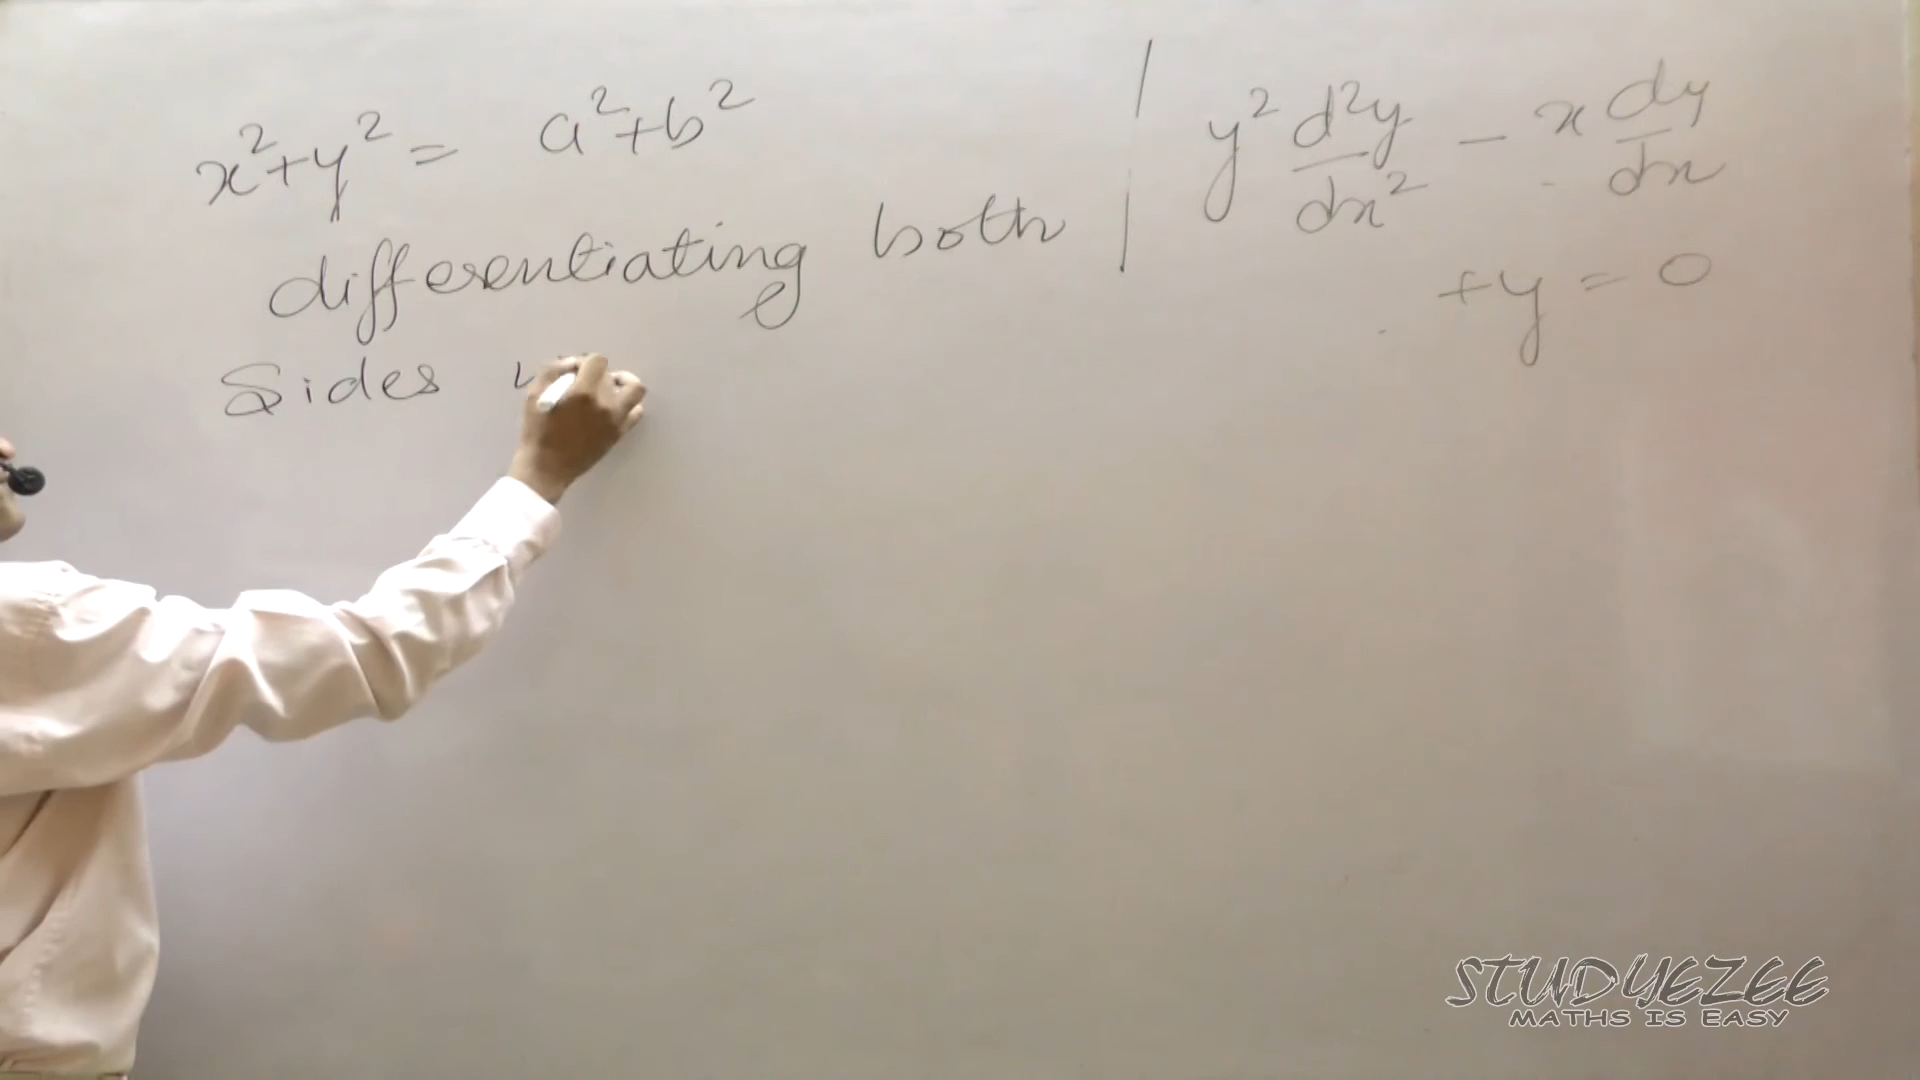 x²+y² = a²+b²
differentiating both
Sides
y² d²y/dx² - x dy/dx
+y = 0
STUDYEZEE
MATHS IS EASY